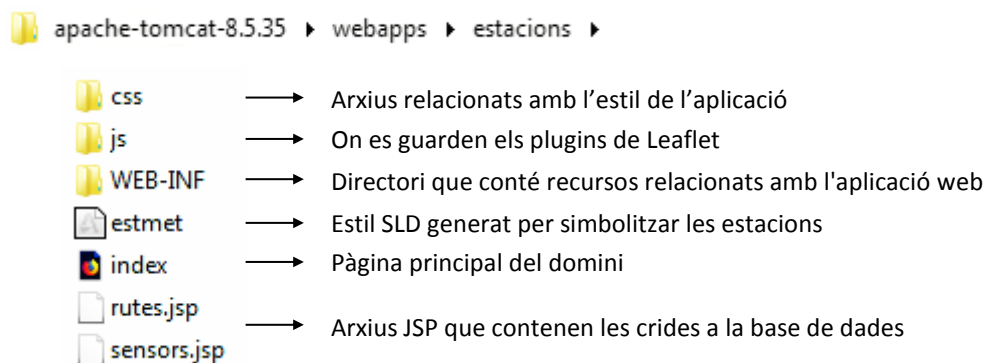 apache-tomcat-8.5.35 ▸ webapps ▸ estacions ▸
css → Arxius relacionats amb l’estil de l’aplicació
js → On es guarden els plugins de Leaflet
WEB-INF → Directori que conté recursos relacionats amb l'aplicació web
estmet → Estil SLD generat per simbolitzar les estacions
index → Pàgina principal del domini
rutes.jsp
→ Arxius JSP que contenen les crides a la base de dades
sensors.jsp